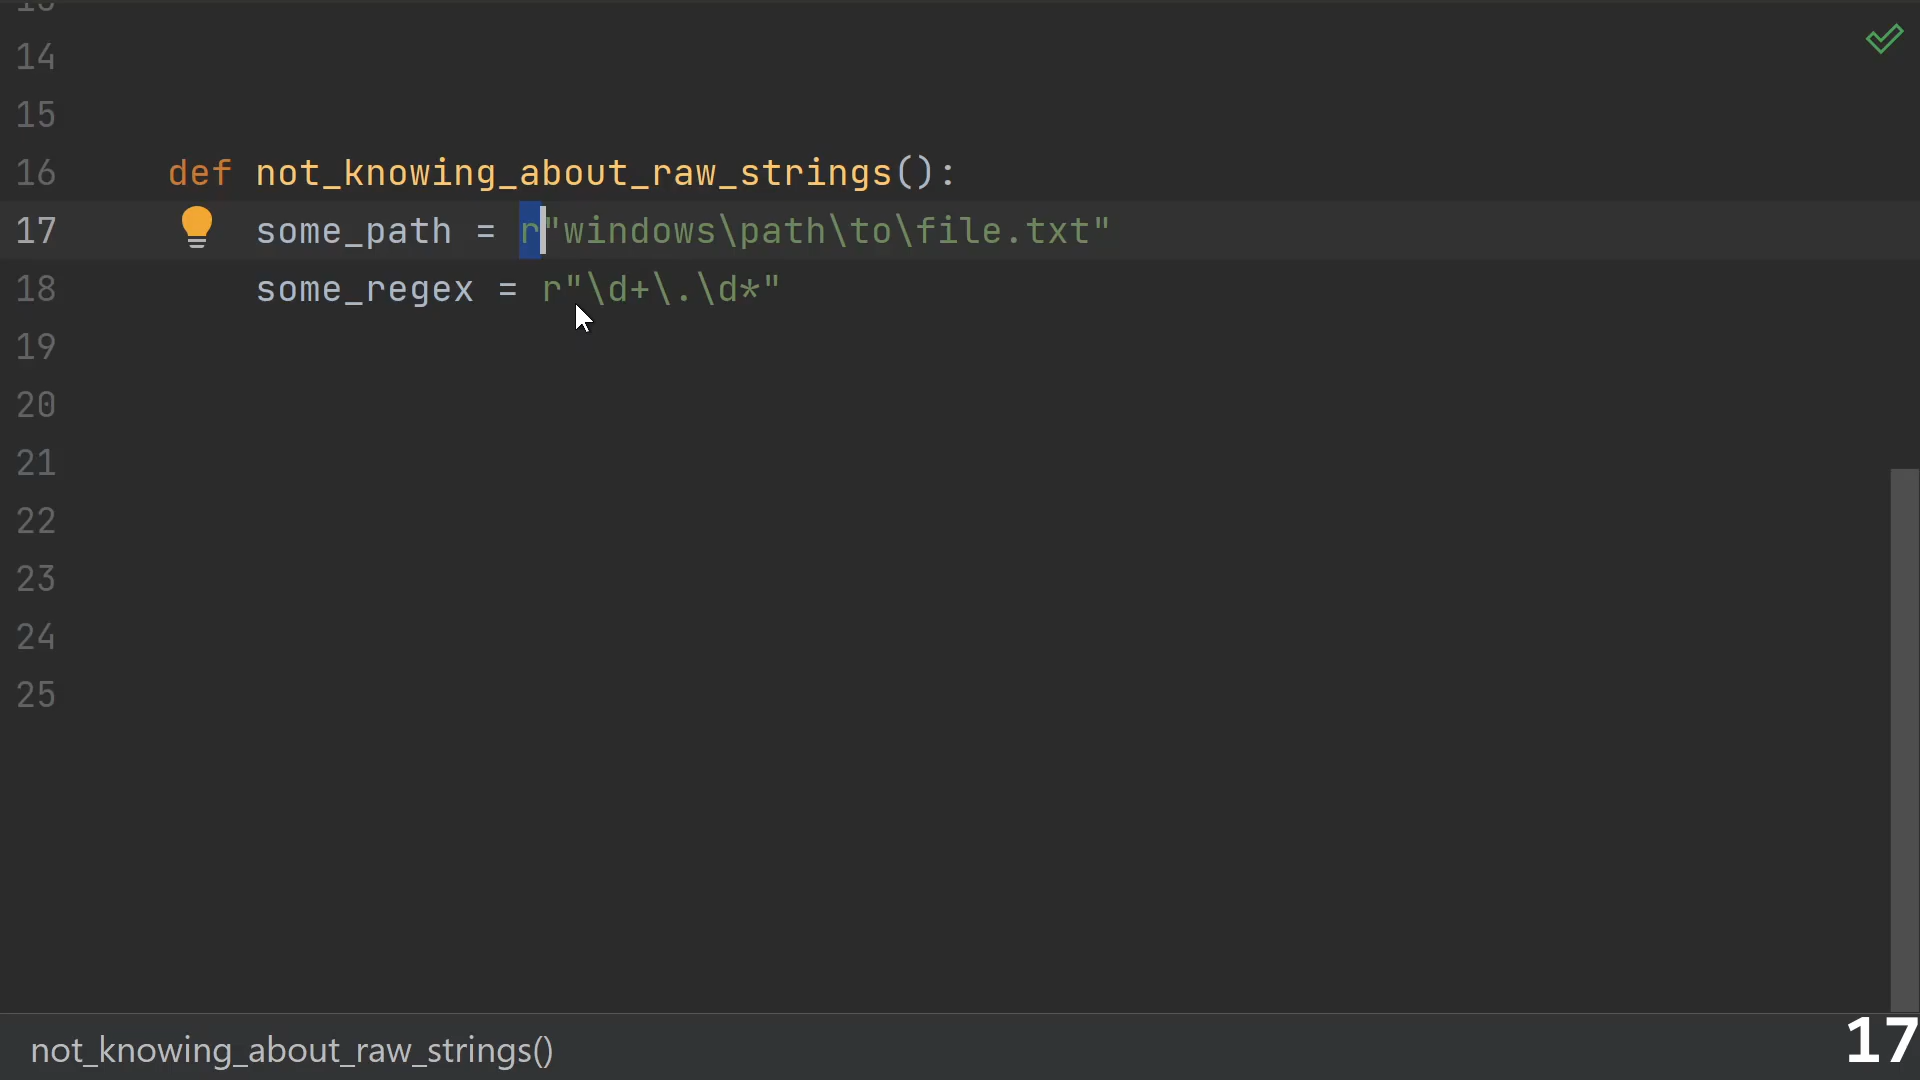 14
15
16 def not_knowing_about_raw_strings():
17 some_path = r"windows\path\to\file.txt"
18 some_regex = r"\d+\.\d*"
19
20
21
22
23
24
25
not_knowing_about_raw_strings()
17